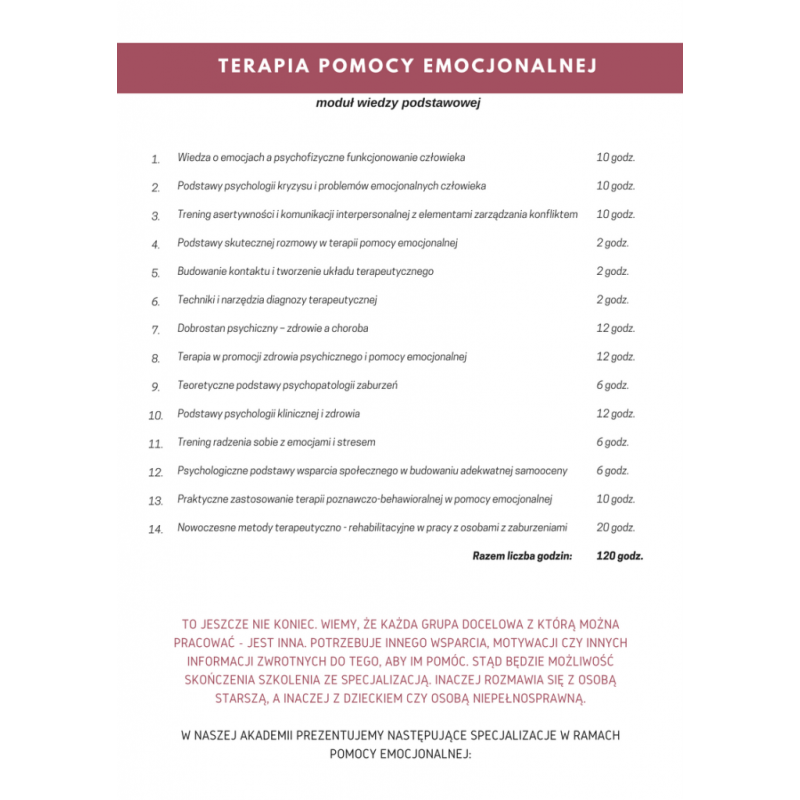 TERAPIA POMOCY EMOCJONALNEJ
moduł wiedzy podstawowej
1. Wiedza o emocjach a psychofizyczne funkcjonowanie człowieka 10 godz.
2. Podstawy psychologii kryzysu i problemów emocjonalnych człowieka 10 godz.
3. Trening asertywności i komunikacji interpersonalnej z elementami zarządzania konfliktem 10 godz.
4. Podstawy skutecznej rozmowy w terapii pomocy emocjonalnej 2 godz.
5. Budowanie kontaktu i tworzenie układu terapeutycznego 2 godz.
6. Techniki i narzędzia diagnozy terapeutycznej 2 godz.
7. Dobrostan psychiczny – zdrowie a choroba 12 godz.
8. Terapia w promocji zdrowia psychicznego i pomocy emocjonalnej 12 godz.
9. Teoretyczne podstawy psychopatologii zaburzeń 6 godz.
10. Podstawy psychologii klinicznej i zdrowia 12 godz.
11. Trening radzenia sobie z emocjami i stresem 6 godz.
12. Psychologiczne podstawy wsparcia społecznego w budowaniu adekwatnej samooceny 6 godz.
13. Praktyczne zastosowanie terapii poznawczo-behawioralnej w pomocy emocjonalnej 10 godz.
14. Nowoczesne metody terapeutyczno - rehabilitacyjne w pracy z osobami z zaburzeniami 20 godz.
Razem liczba godzin: 120 godz.
TO JESZCZE NIE KONIEC. WIEMY, ŻE KAŻDA GRUPA DOCELOWA Z KTÓRĄ MOŻNA
PRACOWAĆ - JEST INNA. POTRZEBUJE INNEGO WSPARCIA, MOTYWACJI CZY INNYCH
INFORMACJI ZWROTNYCH DO TEGO, ABY IM POMÓC. STĄD BĘDZIE MOŻLIWOŚĆ
SKOŃCZENIA SZKOLENIA ZE SPECJALIZACJĄ. INACZEJ ROZMAWIA SIĘ Z OSOBĄ
STARSZĄ, A INACZEJ Z DZIECKIEM CZY OSOBĄ NIEPEŁNOSPRAWNĄ.
W NASZEJ AKADEMII PREZENTUJEMY NASTĘPUJĄCE SPECJALIZACJE W RAMACH
POMOCY EMOCJONALNEJ: